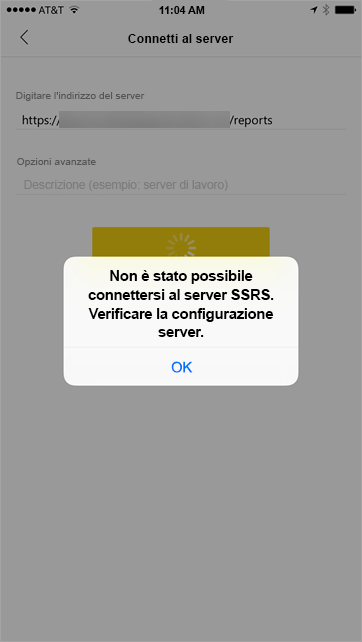 AT&T 11:04 AM
Connetti al server
Digitare l'indirizzo del server
https:// /reports
Opzioni avanzate
Descrizione (esempio: server di lavoro)
Non è stato possibile
connettersi al server SSRS.
Verificare la configurazione
server.
OK